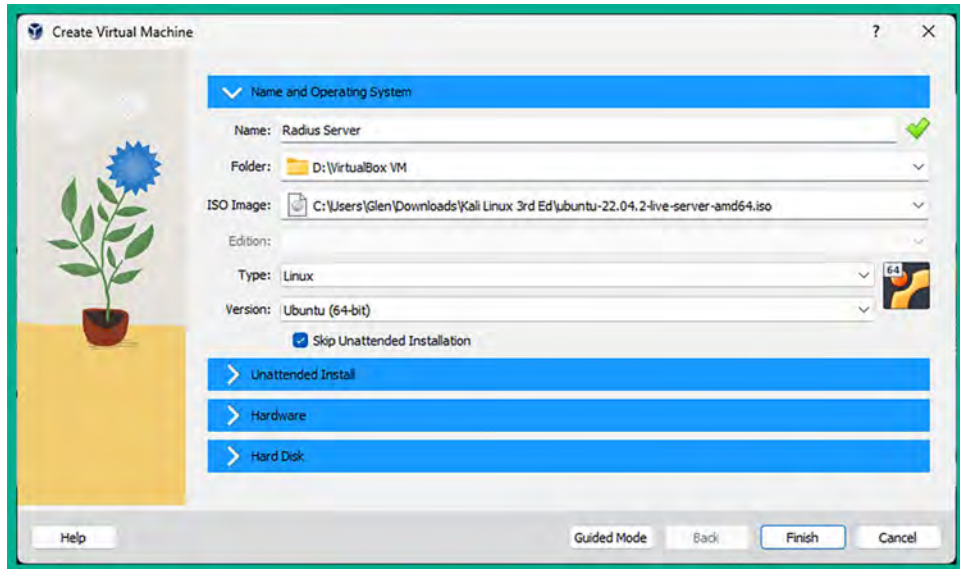 Create Virtual Machine ?
Name and Operating System
Name: Radius Server
Folder: D:\VirtualBox VM
ISO Image: C:\Users\Glen\Downloads\Kali Linux 3rd Ed\ubuntu-22.04.2-live-server-amd64.iso
Edition:
Type: Linux
64
Version: Ubuntu (64-bit)
Skip Unattended Installation
Unattended Install
Hardware
Hard Disk
Help Guided Mode Back Finish Cancel